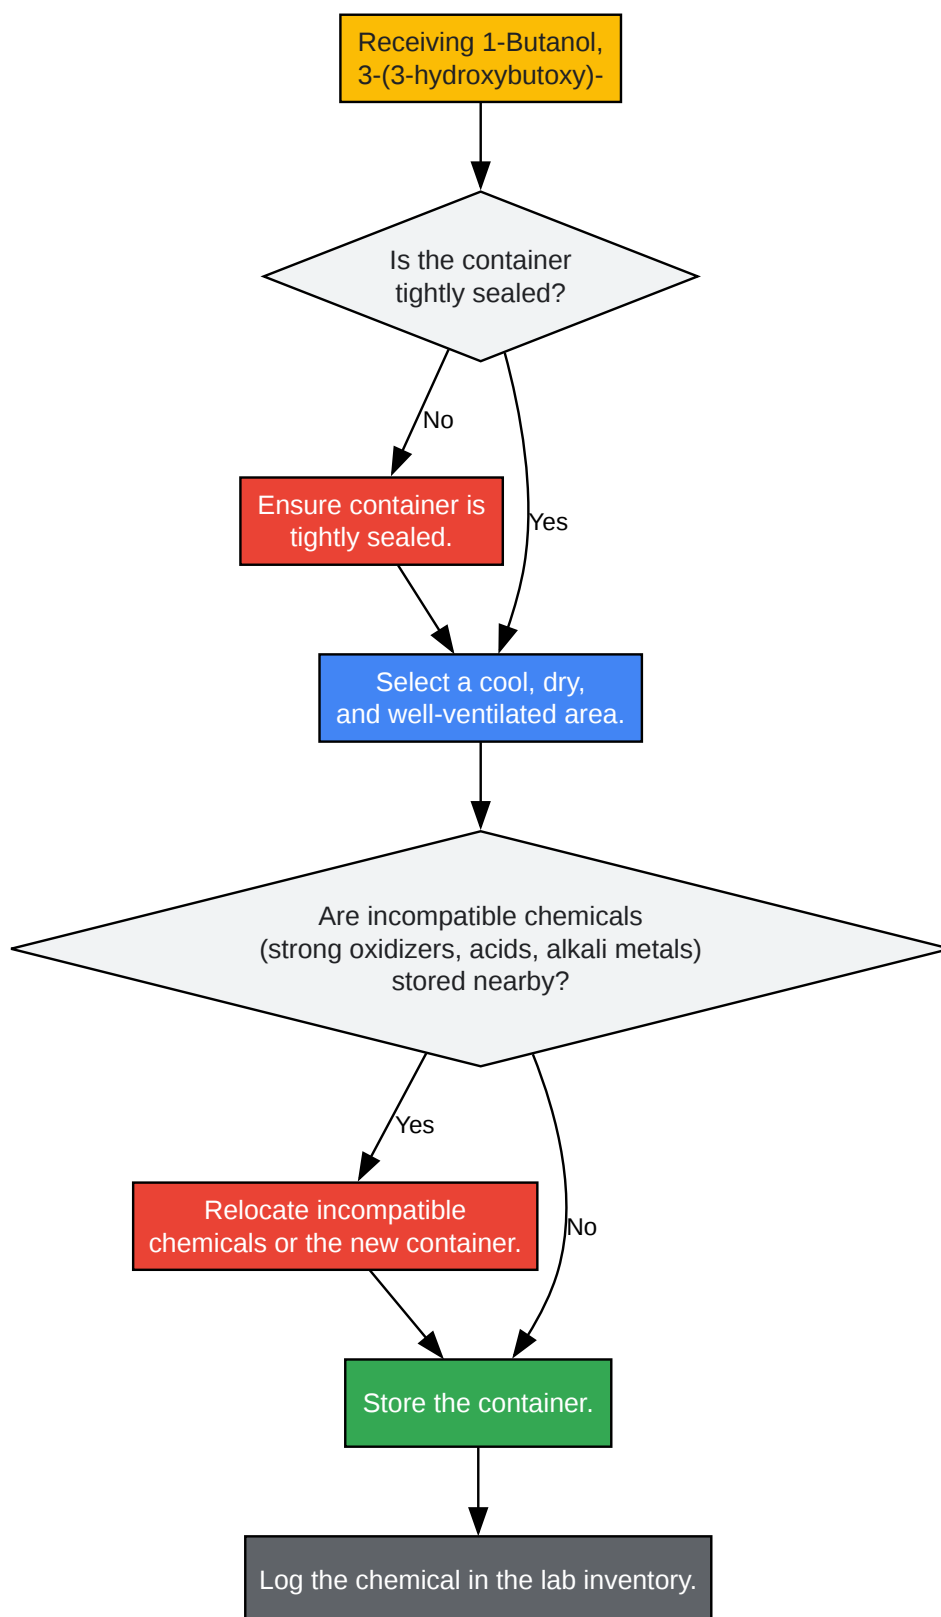 Receiving 1-Butanol,
3-(3-hydroxybutoxy)-
Is the container
tightly sealed?
No
Ensure container is
tightly sealed.
Yes
Select a cool, dry,
and well-ventilated area.
Are incompatible chemicals
(strong oxidizers, acids, alkali metals)
stored nearby?
Yes
Relocate incompatible
chemicals or the new container.
No
Store the container.
Log the chemical in the lab inventory.